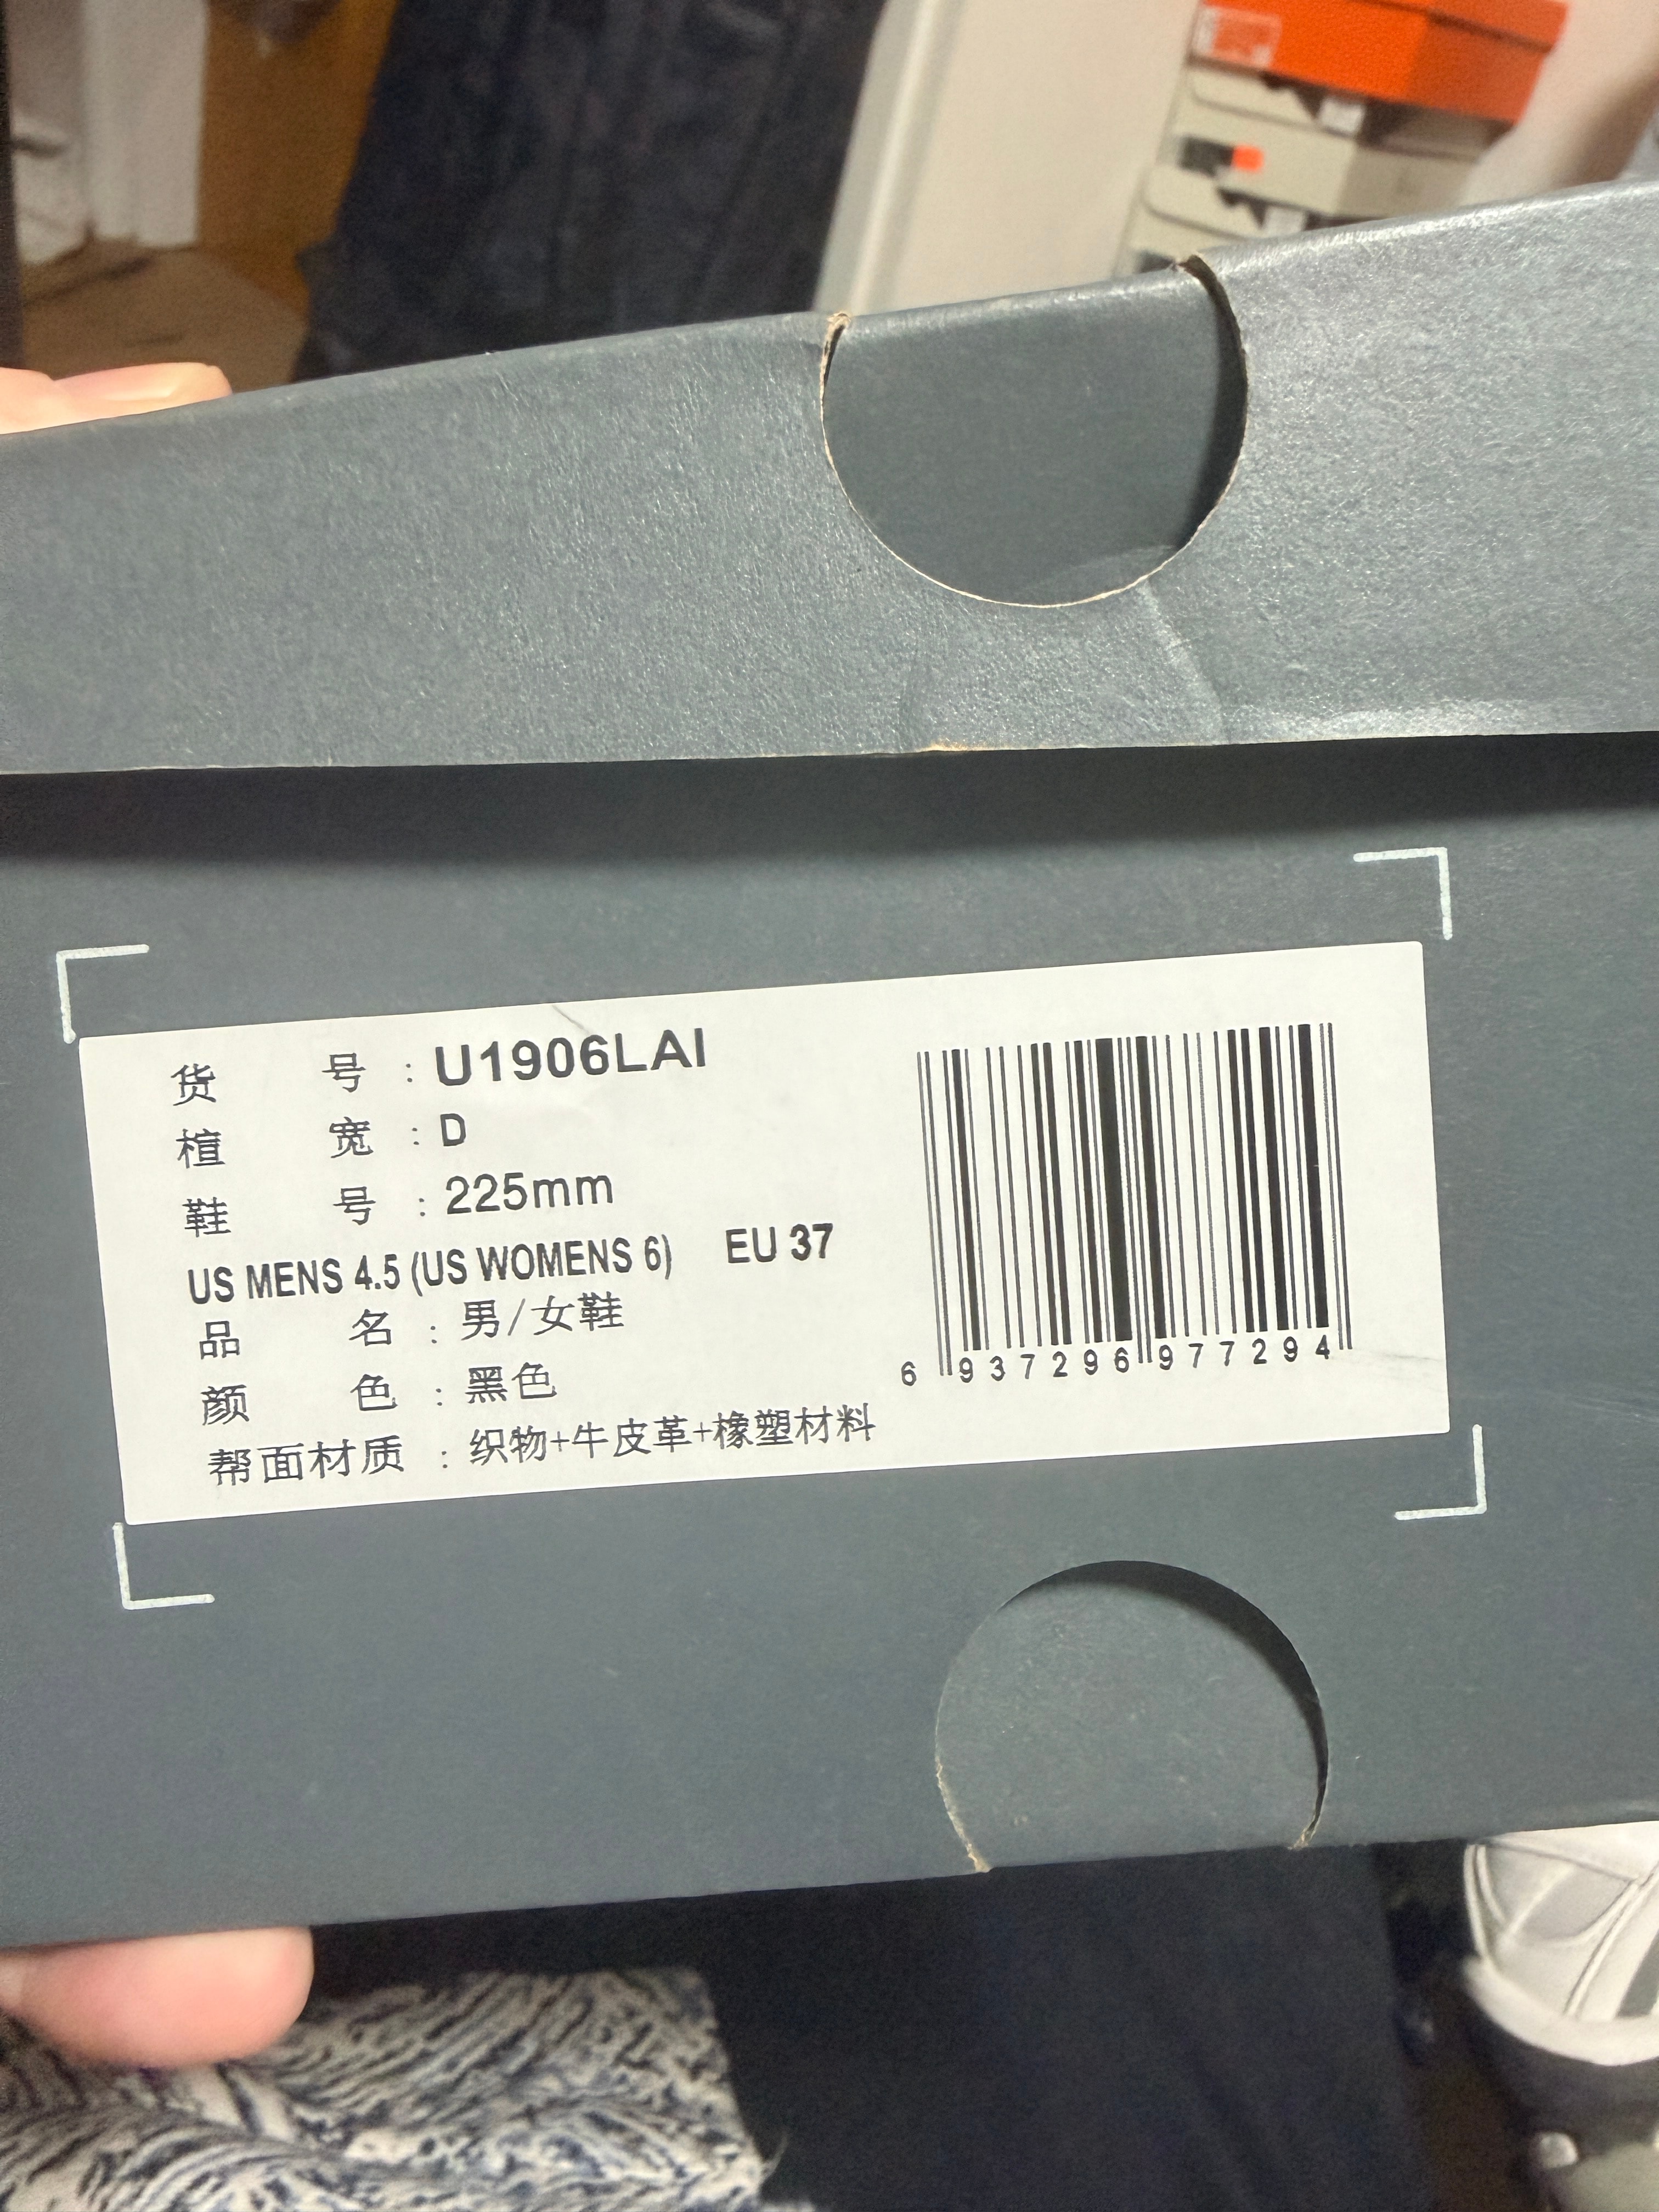 货 号 : U1906LAI
楦 宽 : D
鞋 号 : 225mm
US MENS 4.5 (US WOMENS 6) EU 37
品 名 : 男/女鞋
颜 色 : 黑色
帮面材质 : 织物+牛皮革+橡塑材料
6 937296 977294